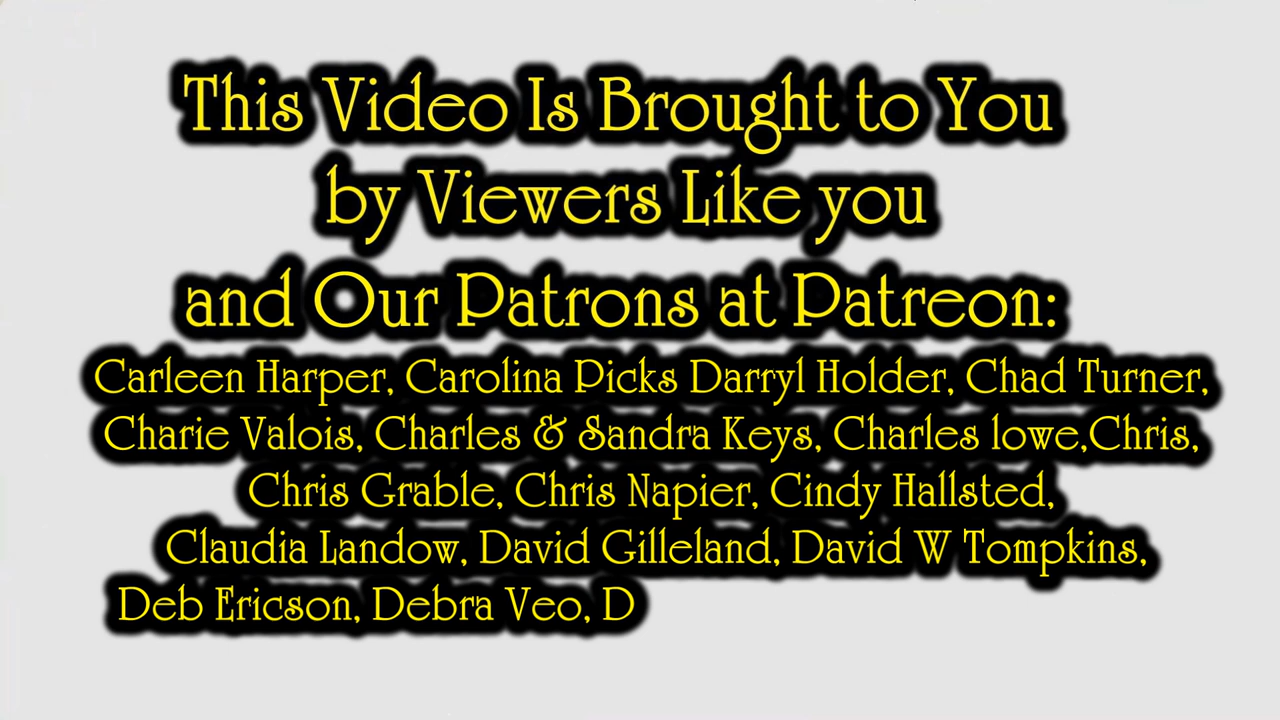 This Video Is Brought to You
by Viewers Like you
and Our Patrons at Patreon:
Carleen Harper, Carolina Picks Darryl Holder, Chad Turner,
Charie Valois, Charles & Sandra Keys, Charles lowe,Chris,
Chris Grable, Chris Napier, Cindy Hallsted,
Claudia Landow, David Gilleland, David W Tompkins,
Deb Ericson, Debra Veo, D